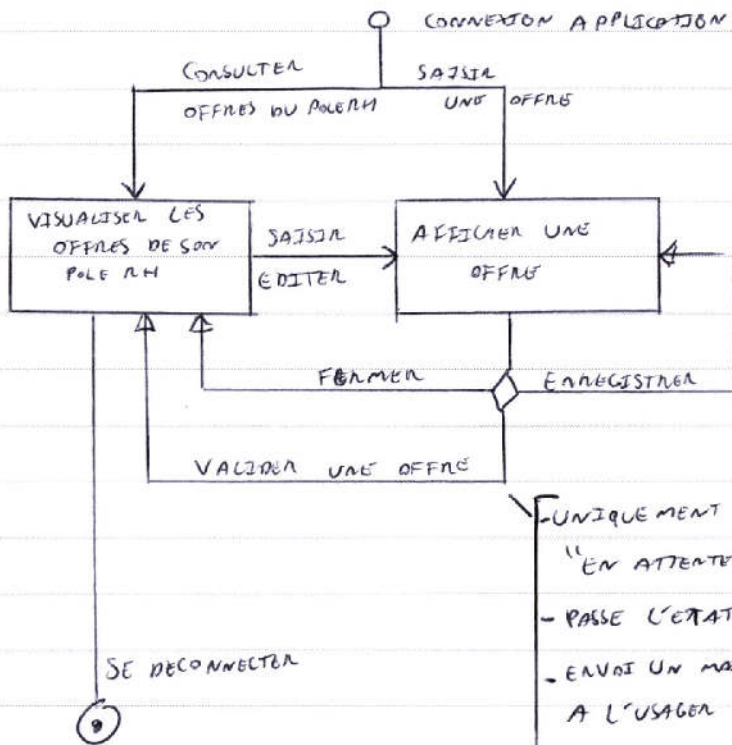 CONNEXION APPLICATION
CONSULTER
OFFRES DU POLE RH
SAISIR
UNE OFFRE
VISUALISER LES
OFFRES DE SON
POLE RH
SAISIR
EDITER
AFFICHER UNE
OFFRE
FERMER
ENREGISTRER
VALIDER UNE OFFRE
- UNIQUEMENT
"EN ATTENTE
- PASSE L'ETAT
- ENVOI UN MA
A L'USAGER
SE DECONNECTER